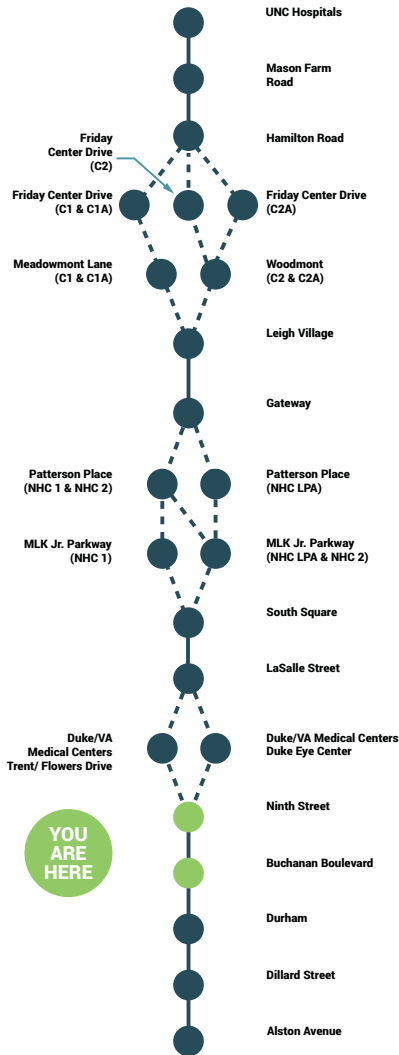 UNC Hospitals
Mason Farm
Road
Hamilton Road
Friday
Center Drive
(C2)
Friday Center Drive
(C1 & C1A)
Friday Center Drive
(C2A)
Meadowmont Lane
(C1 & C1A)
Woodmont
(C2 & C2A)
Leigh Village
Gateway
Patterson Place
(NHC 1 & NHC 2)
Patterson Place
(NHC LPA)
MLK Jr. Parkway
(NHC 1)
MLK Jr. Parkway
(NHC LPA & NHC 2)
South Square
LaSalle Street
Duke/VA
Medical Centers
Trent/ Flowers Drive
Duke/VA Medical Centers
Duke Eye Center
Ninth Street
YOU
ARE
HERE
Buchanan Boulevard
Durham
Dillard Street
Alston Avenue